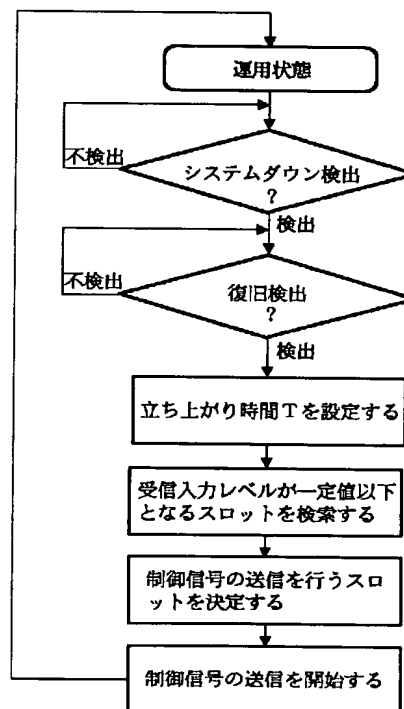 運用状態
不検出
システムダウン検出
?
検出
不検出
復旧検出
?
検出
立ち上がり時間Tを設定する
受信入力レベルが一定値以下
となるスロットを検索する
制御信号の送信を行うスロ
ットを決定する
制御信号の送信を開始する